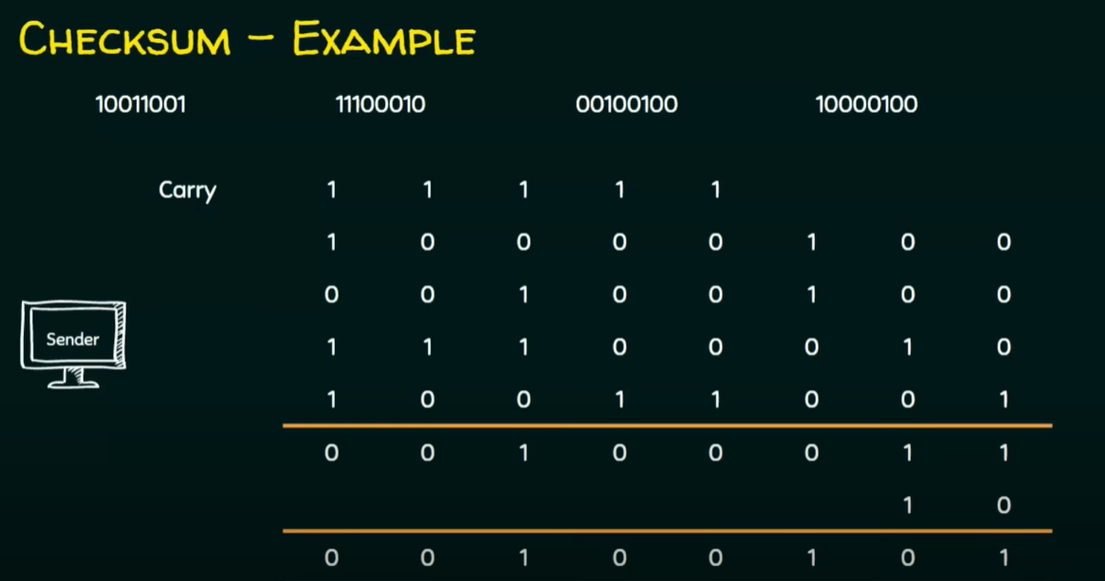 CHECKSUM – EXAMPLE
10011001 11100010 00100100 10000100
Carry 1 1 1 1 1
1 0 0 0 0 1 0 0
0 0 1 0 0 1 0 0
1 1 1 0 0 0 1 0
Sender
1 0 0 1 1 0 0 1
0 0 1 0 0 0 1 1
1 0
0 0 1 0 0 1 0 1